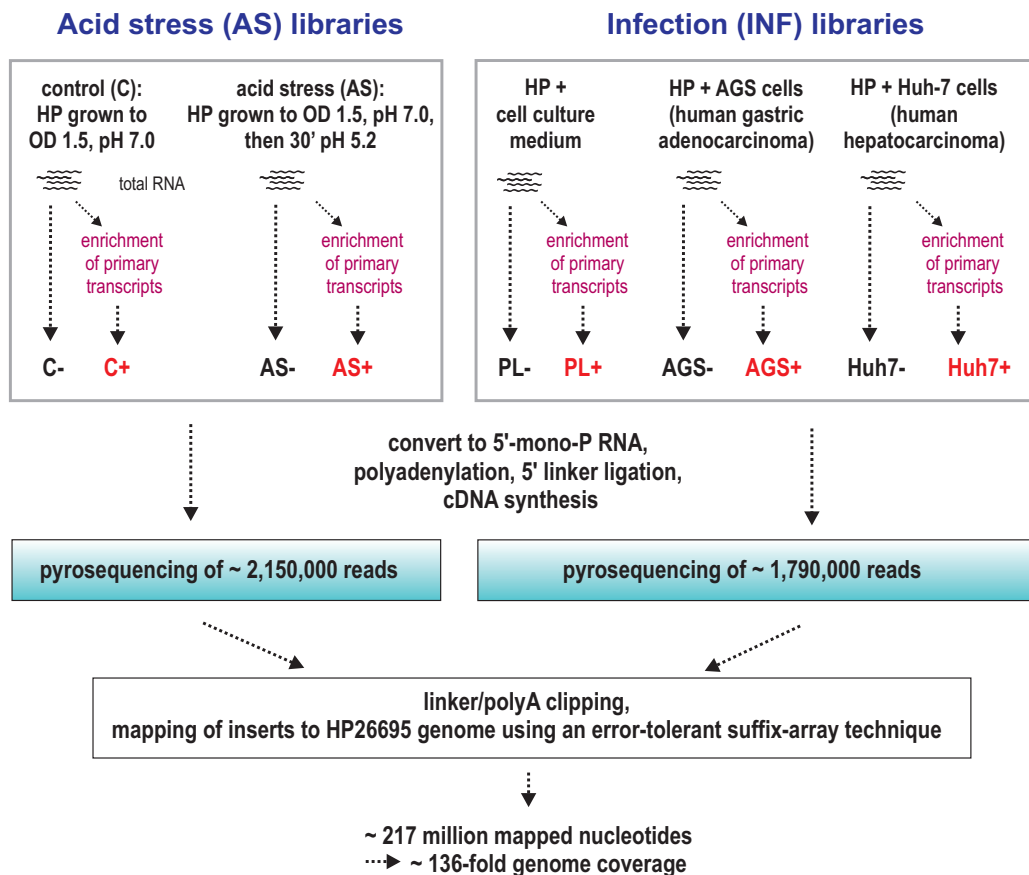 Acid stress (AS) libraries
Infection (INF) libraries
control (C):
HP grown to
OD 1.5, pH 7.0
acid stress (AS):
HP grown to OD 1.5, pH 7.0,
then 30' pH 5.2
total RNA
enrichment
of primary
transcripts
enrichment
of primary
transcripts
C-
C+
AS-
AS+
HP +
cell culture
medium
HP + AGS cells
(human gastric
adenocarcinoma)
HP + Huh-7 cells
(human
hepatocarcinoma)
enrichment
of primary
transcripts
enrichment
of primary
transcripts
enrichment
of primary
transcripts
PL-
PL+
AGS-
AGS+
Huh7-
Huh7+
convert to 5'-mono-P RNA,
polyadenylation, 5' linker ligation,
cDNA synthesis
pyrosequencing of ~ 2,150,000 reads
pyrosequencing of ~ 1,790,000 reads
linker/polyA clipping,
mapping of inserts to HP26695 genome using an error-tolerant suffix-array technique
~ 217 million mapped nucleotides
~ 136-fold genome coverage